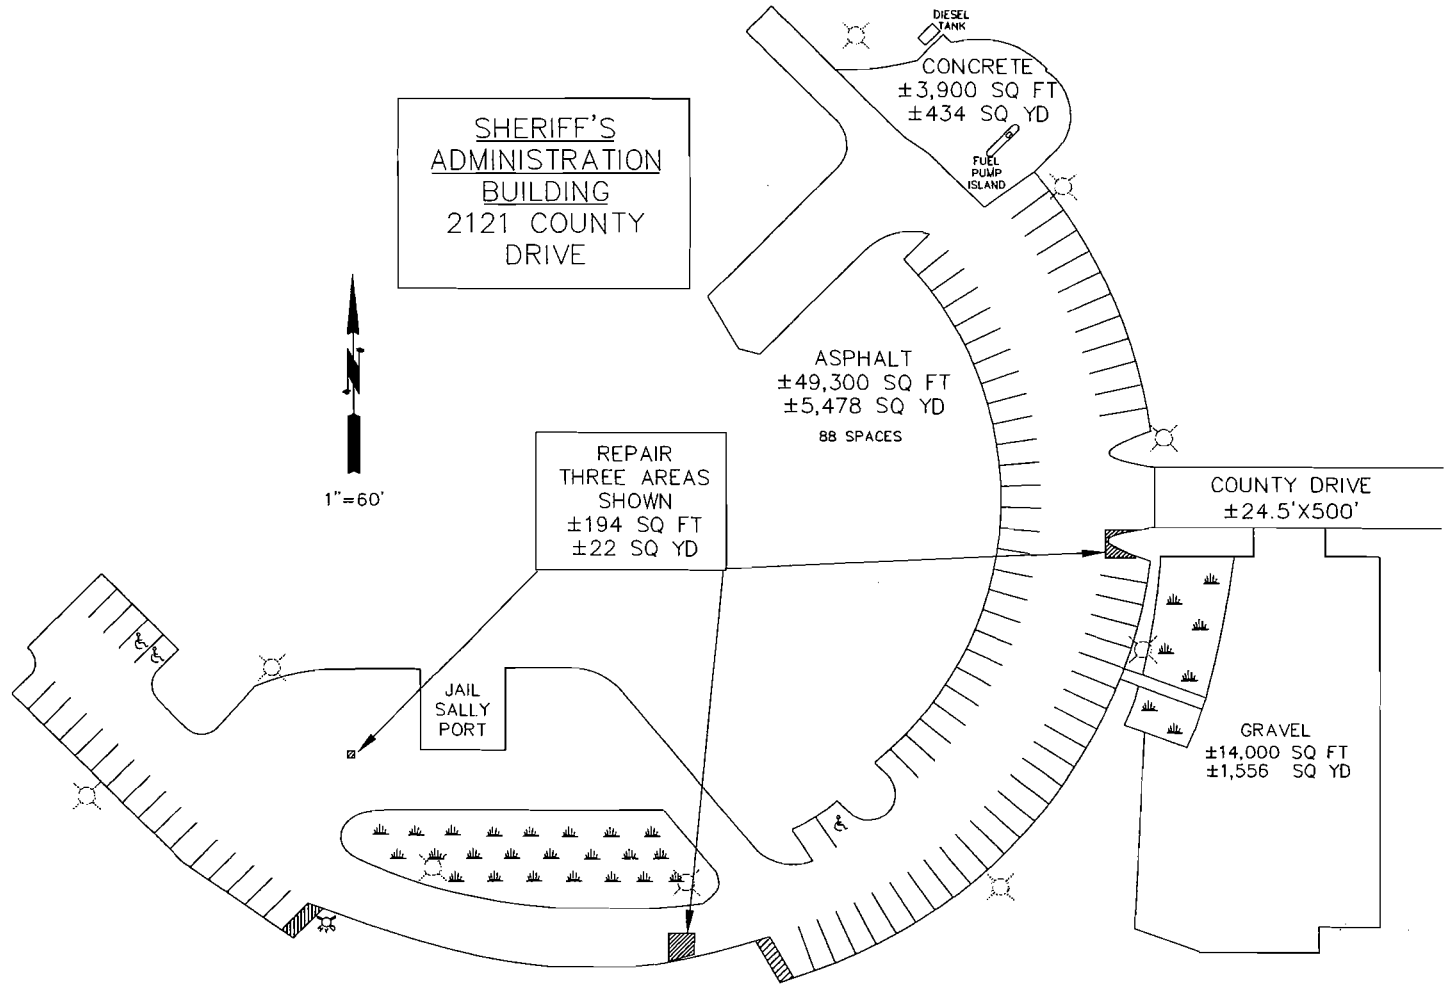 DIESEL
TANK
CONCRETE
±3,900 SQ FT
±434 SQ YD
FUEL
PUMP
ISLAND
SHERIFF'S
ADMINISTRATION
BUILDING
2121 COUNTY
DRIVE
N
1"=60'
ASPHALT
±49,300 SQ FT
±5,478 SQ YD
88 SPACES
REPAIR
THREE AREAS
SHOWN
±194 SQ FT
±22 SQ YD
COUNTY DRIVE
±24.5'X500'
JAIL
SALLY
PORT
GRAVEL
±14,000 SQ FT
±1,556 SQ YD